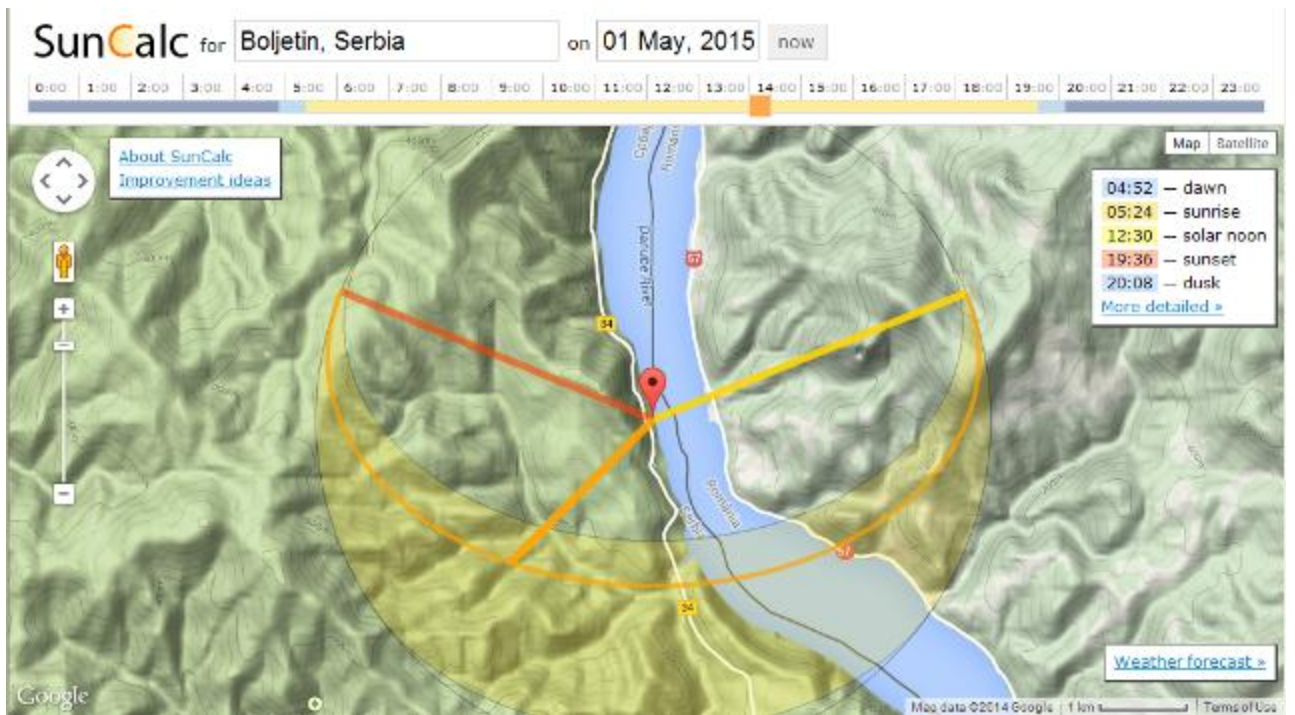 SunCalc for Boljetin, Serbia on 01 May, 2015 now
0:00 1:00 2:00 3:00 4:00 5:00 6:00 7:00 8:00 9:00 10:00 11:00 12:00 13:00 14:00 15:00 16:00 17:00 18:00 19:00 20:00 21:00 22:00 23:00
About SunCalc
Improvement ideas
Map Satellite
04:52 — dawn
05:24 — sunrise
12:30 — solar noon
19:36 — sunset
20:08 — dusk
More detailed »
Danube River
57
34
România
57
34
Weather forecast »
Google
Map data ©2014 Google 1 km Terms of Use